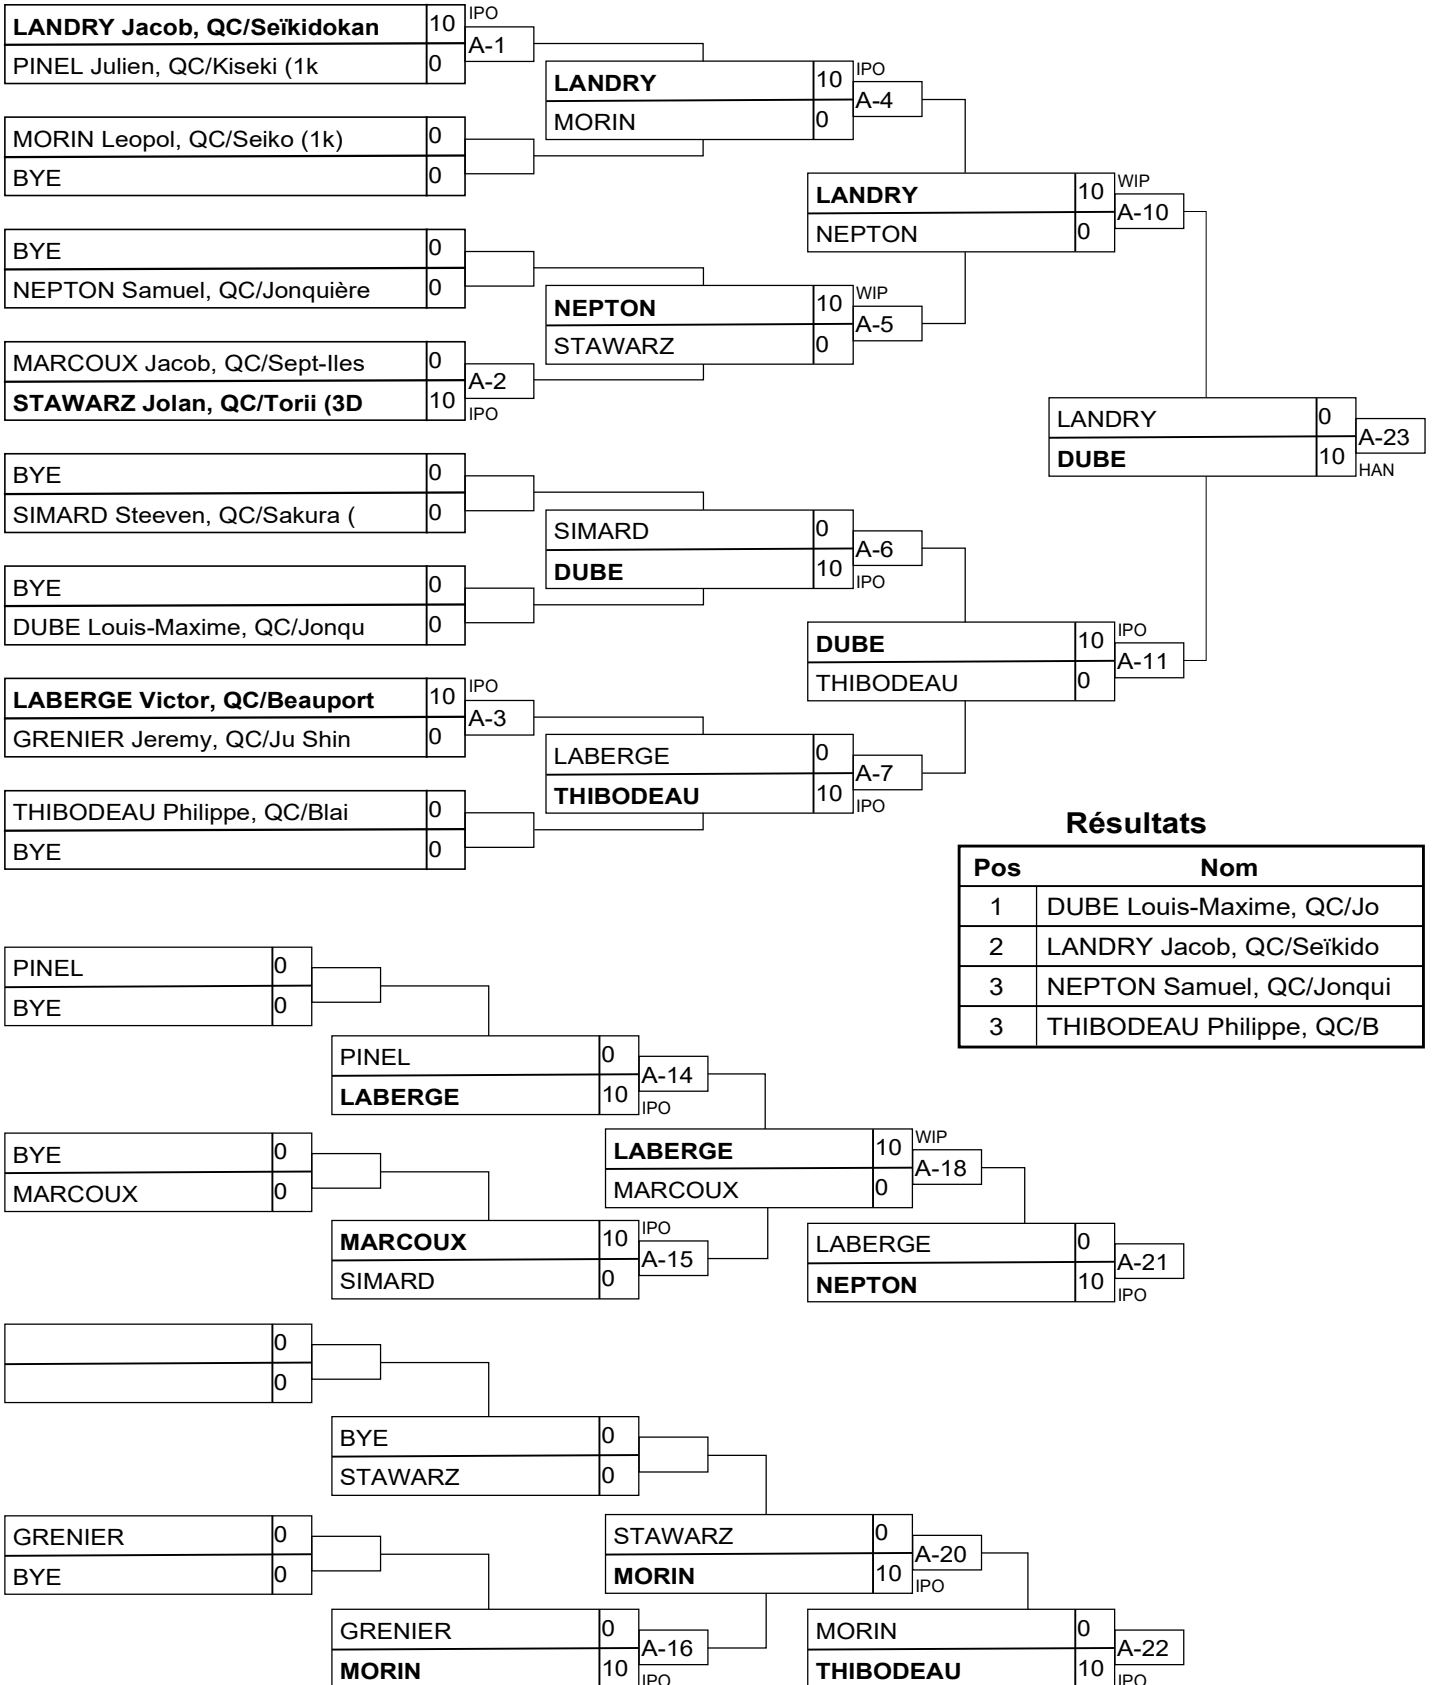 LANDRY Jacob, QC/Seïkidokan 10 IPO
A-1
PINEL Julien, QC/Kiseki (1k 0
MORIN Leopol, QC/Seiko (1k) 0
BYE 0
BYE 0
NEPTON Samuel, QC/Jonquière 0
MARCOUX Jacob, QC/Sept-Iles 0
A-2
STAWARZ Jolan, QC/Torii (3D 10 IPO
BYE 0
SIMARD Steeven, QC/Sakura ( 0
BYE 0
DUBE Louis-Maxime, QC/Jonqu 0
LABERGE Victor, QC/Beauport 10 IPO
A-3
GRENIER Jeremy, QC/Ju Shin 0
THIBODEAU Philippe, QC/Blai 0
BYE 0
LANDRY 10 IPO
A-4
MORIN 0
NEPTON 10 WIP
A-5
STAWARZ 0
SIMARD 0
A-6
DUBE 10 IPO
LABERGE 0
A-7
THIBODEAU 10 IPO
LANDRY 10 WIP
A-10
NEPTON 0
DUBE 10 IPO
A-11
THIBODEAU 0
LANDRY 0
A-23
DUBE 10 HAN
Résultats
Pos Nom
1 DUBE Louis-Maxime, QC/Jo
2 LANDRY Jacob, QC/Seïkido
3 NEPTON Samuel, QC/Jonqui
3 THIBODEAU Philippe, QC/B
PINEL 0
BYE 0
BYE 0
MARCOUX 0
0
0
GRENIER 0
BYE 0
PINEL 0
A-14
LABERGE 10 IPO
MARCOUX 10 IPO
A-15
SIMARD 0
BYE 0
STAWARZ 0
GRENIER 0
A-16
MORIN 10 IPO
LABERGE 10 WIP
A-18
MARCOUX 0
STAWARZ 0
A-20
MORIN 10 IPO
LABERGE 0
A-21
NEPTON 10 IPO
MORIN 0
A-22
THIBODEAU 10 IPO